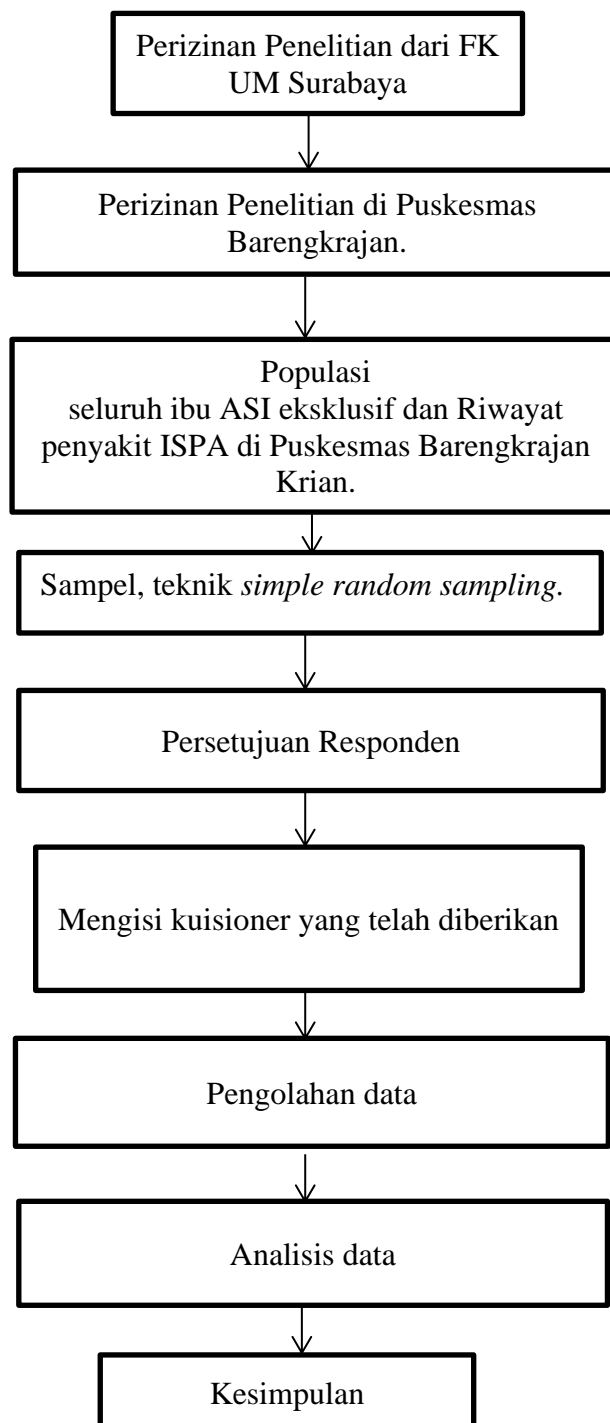 Perizinan Penelitian dari FK
UM Surabaya
Perizinan Penelitian di Puskesmas
Barengkrajan.
Populasi
seluruh ibu ASI eksklusif dan Riwayat
penyakit ISPA di Puskesmas Barengkrajan
Krian.
Sampel, teknik simple random sampling.
Persetujuan Responden
Mengisi kuisioner yang telah diberikan
Pengolahan data
Analisis data
Kesimpulan